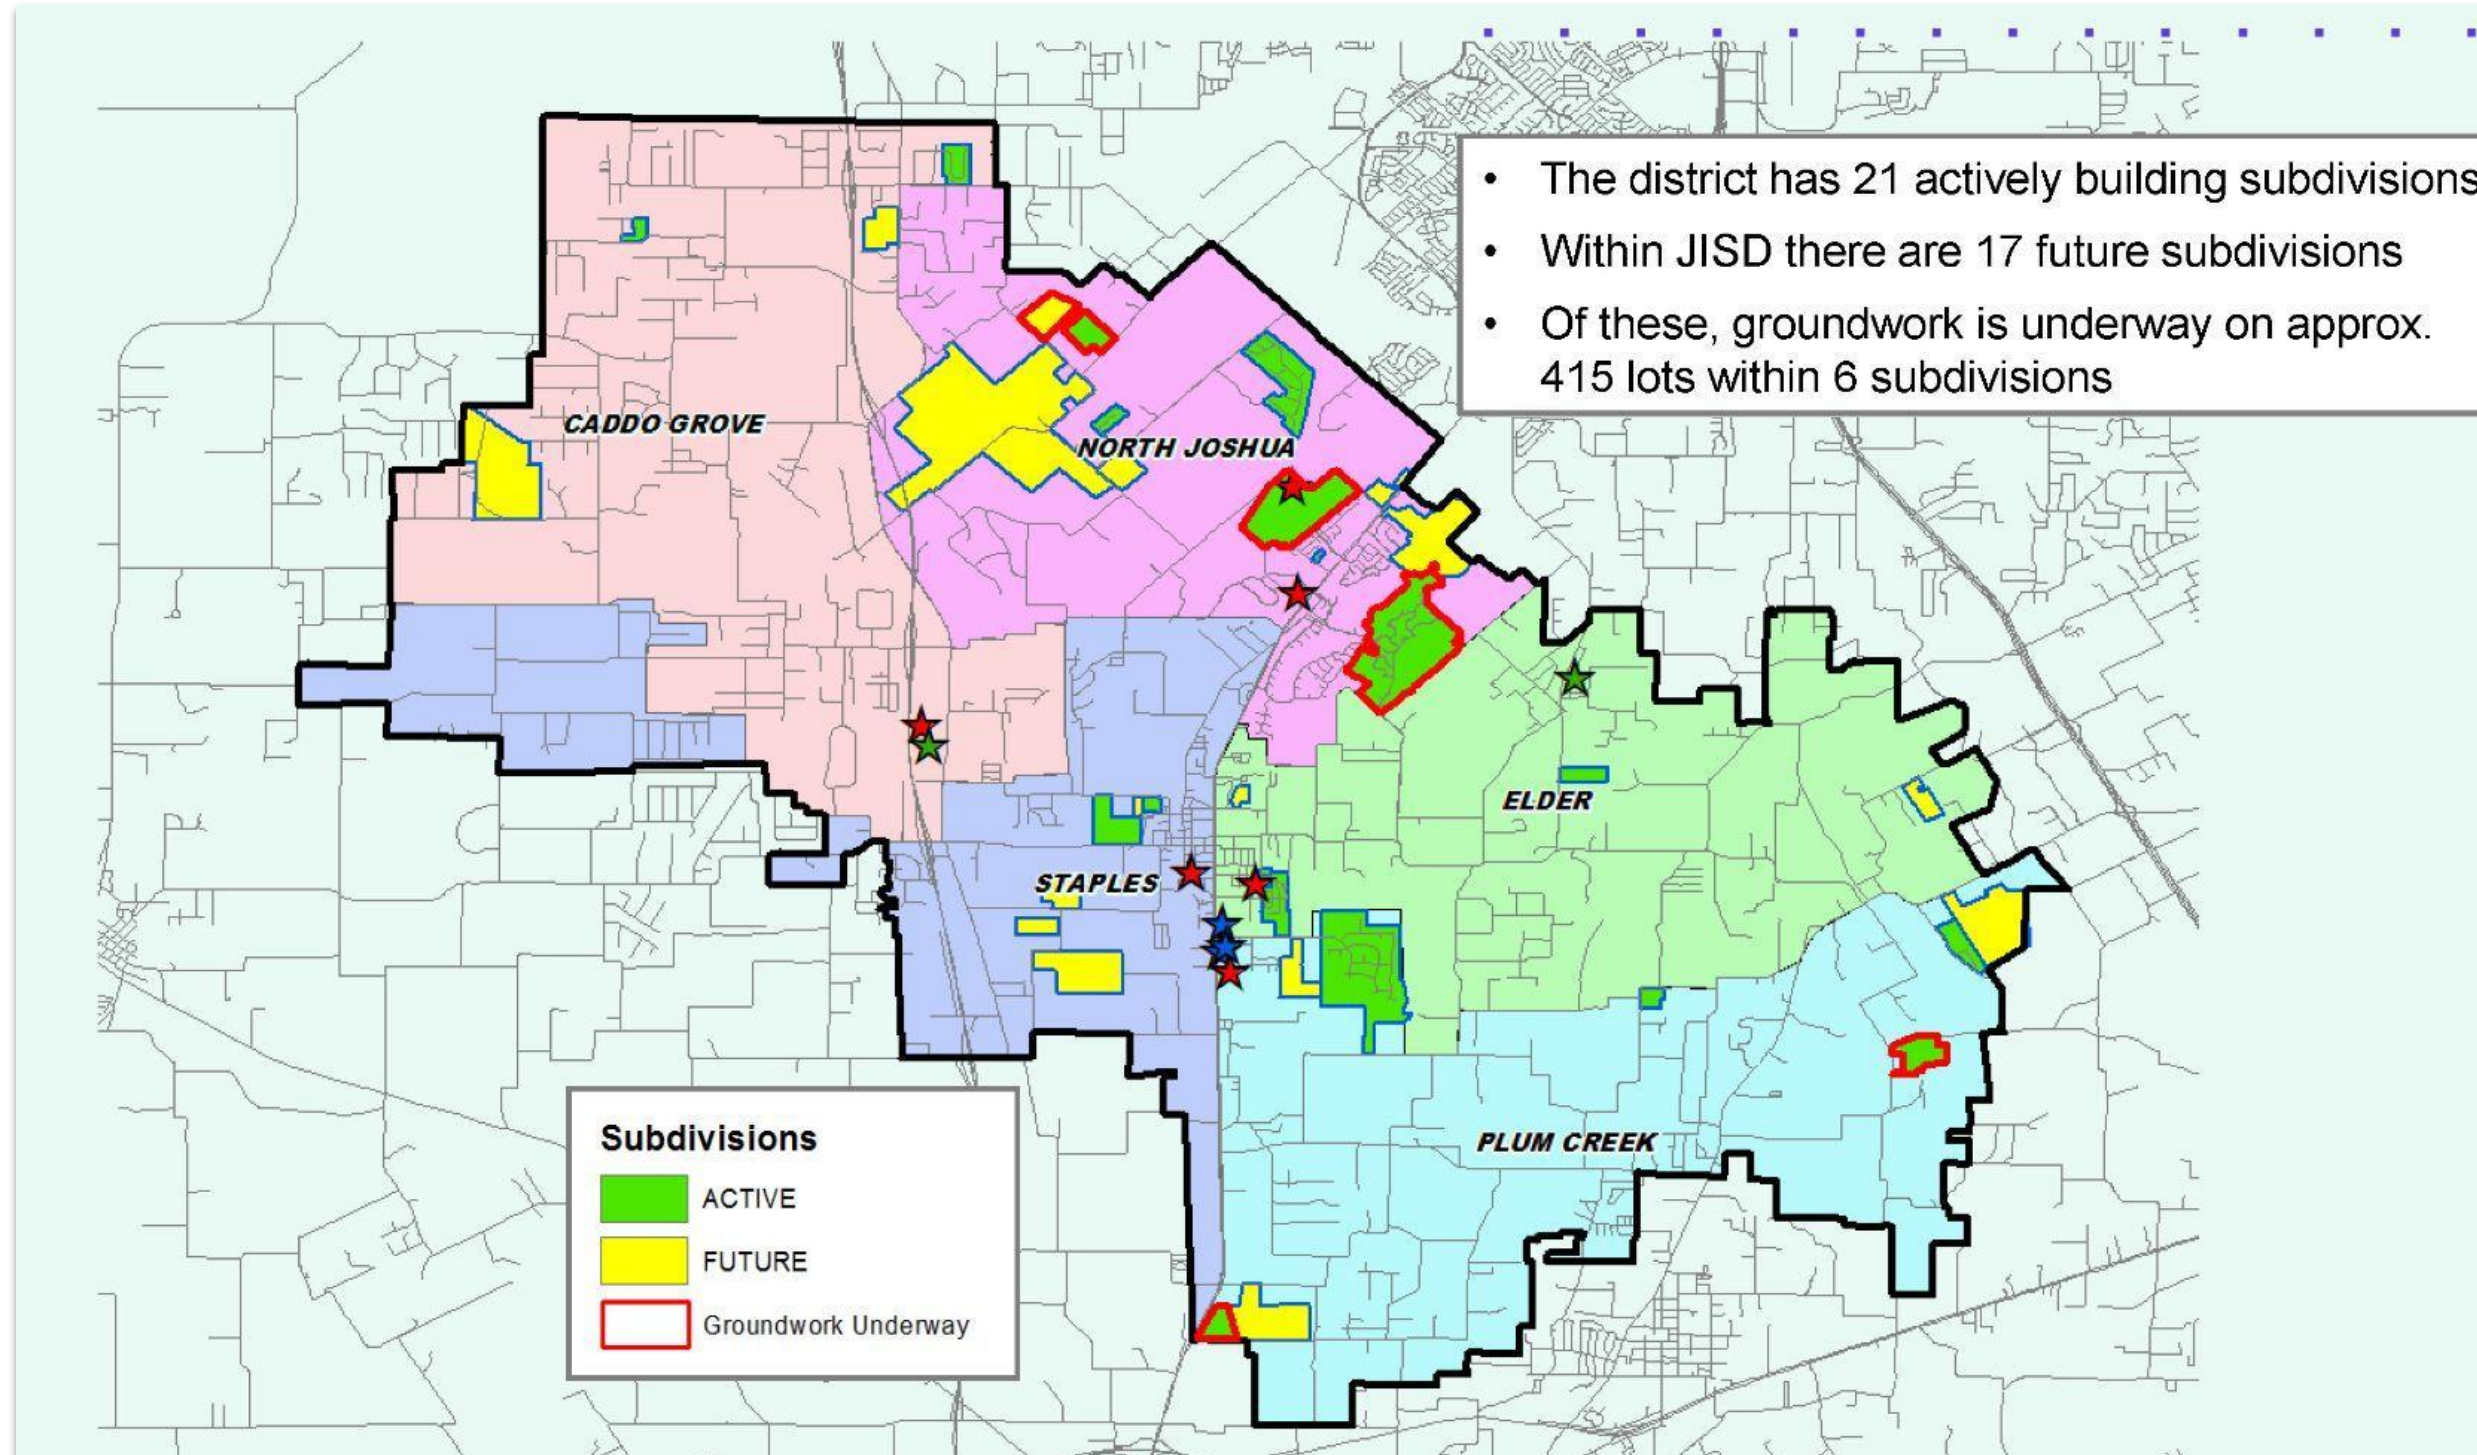 • The district has 21 actively building subdivisions
• Within JISD there are 17 future subdivisions
• Of these, groundwork is underway on approx.
415 lots within 6 subdivisions
CADDO GROVE
NORTH JOSHUA
ELDER
STAPLES
PLUM CREEK
Subdivisions
ACTIVE
FUTURE
Groundwork Underway